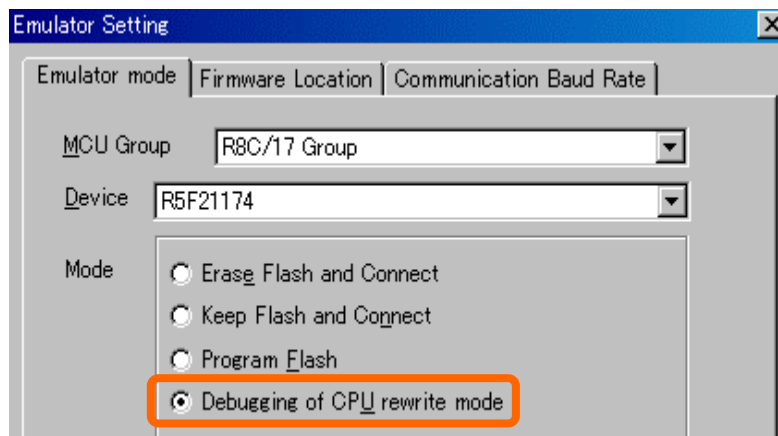 Emulator Setting
Emulator mode Firmware Location Communication Baud Rate
MCU Group R8C/17 Group
Device R5F21174
Mode Erase Flash and Connect
Keep Flash and Connect
Program Flash
Debugging of CPU rewrite mode